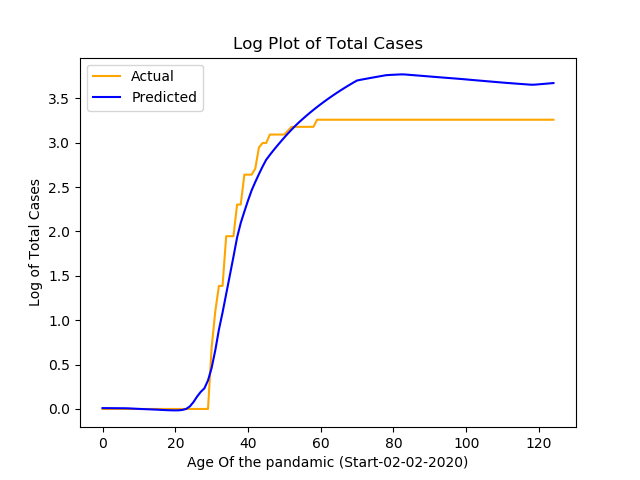 Log Plot of Total Cases
Actual
Predicted
3.5
3.0
2.5
2.0
1.5
1.0
0.5
0.0
Log of Total Cases
0 20 40 60 80 100 120
Age Of the pandamic (Start-02-02-2020)